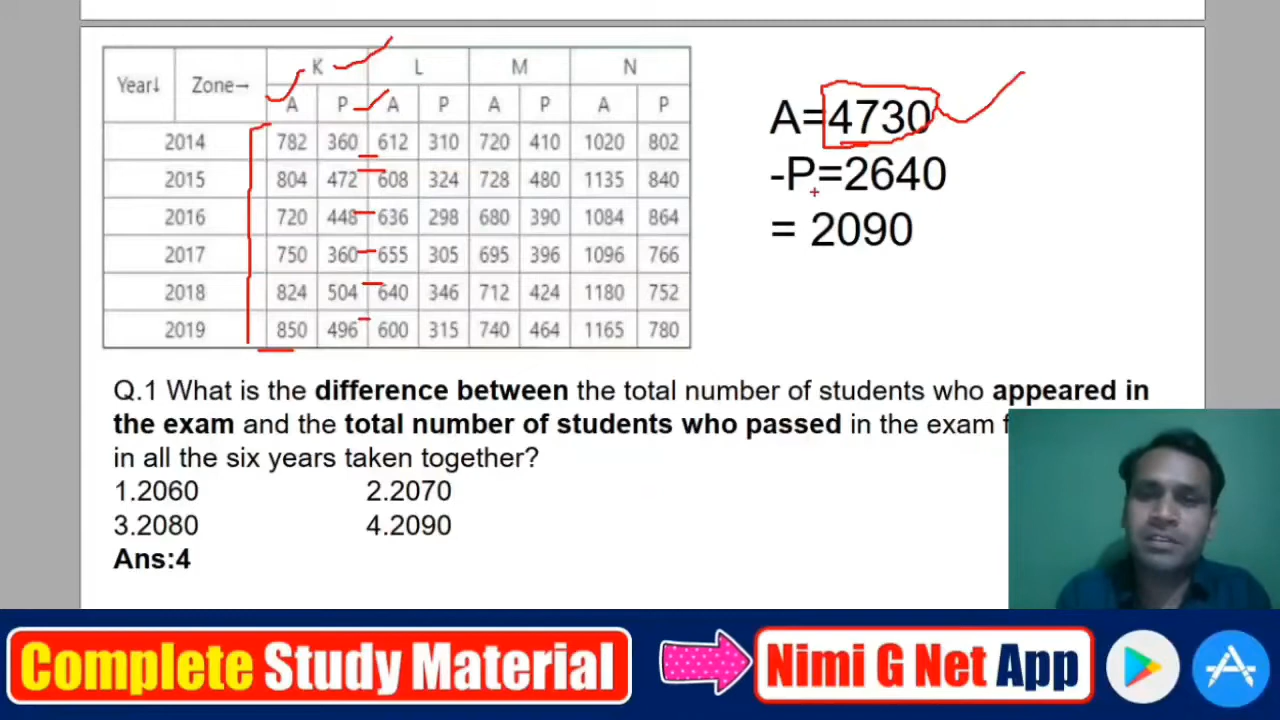 Year↓ Zone→ K L M N
A P A P A P A P
2014 782 360 612 310 720 410 1020 802
2015 804 472 608 324 728 480 1135 840
2016 720 448 636 298 680 390 1084 864
2017 750 360 655 305 695 396 1096 766
2018 824 504 640 346 712 424 1180 752
2019 850 496 600 315 740 464 1165 780
A=4730
-P=2640
= 2090
Q.1 What is the difference between the total number of students who appeared in
the exam and the total number of students who passed in the exam
in all the six years taken together?
1.2060 2.2070
3.2080 4.2090
Ans:4
Complete Study Material
Nimi G Net App